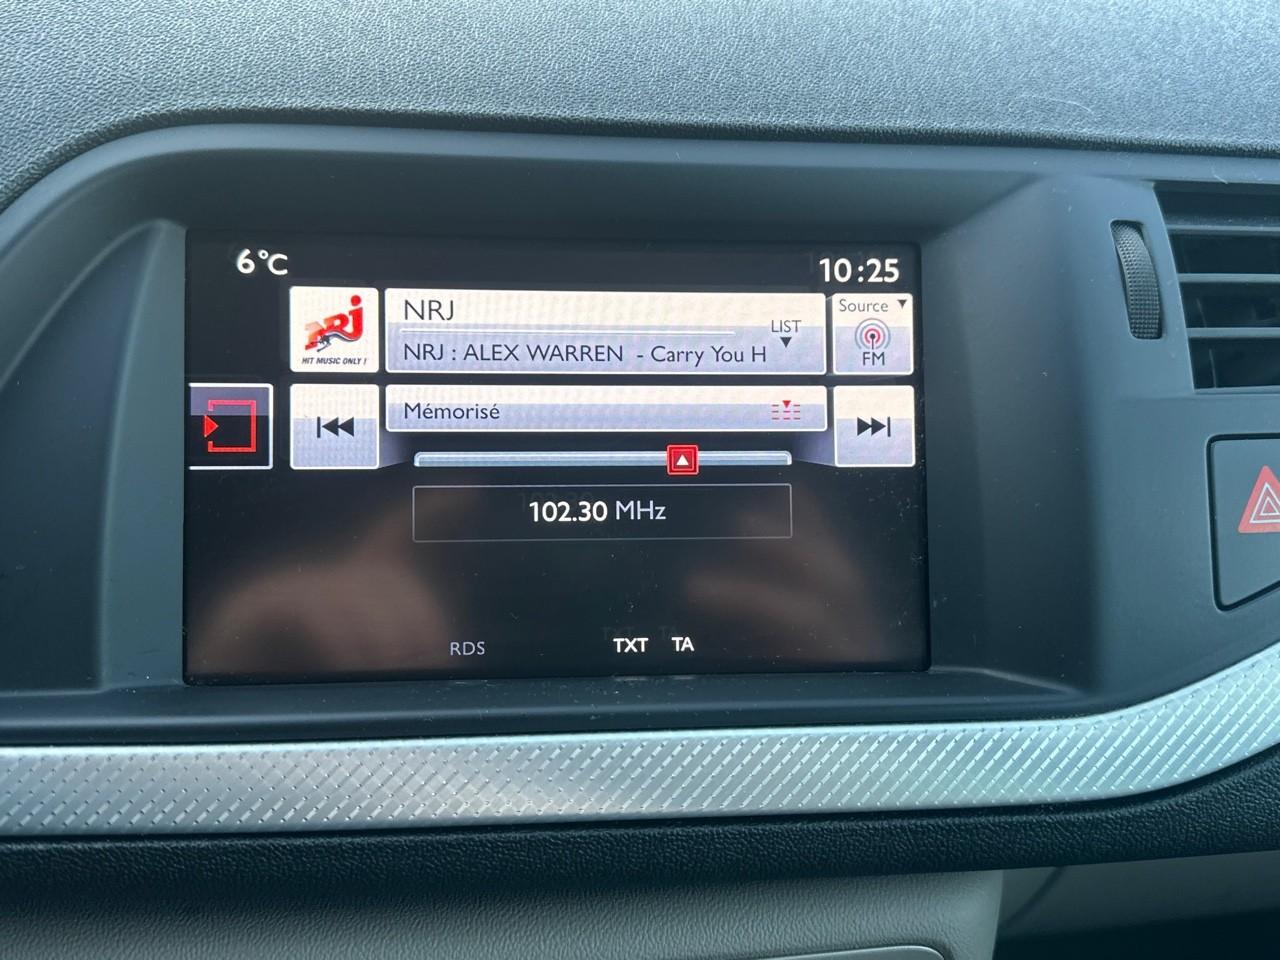 6°C
10:25
NRJ
HIT MUSIC ONLY !
NRJ
LIST
NRJ : ALEX WARREN - Carry You H
Source
FM
Mémorisé
102.30 MHz
RDS
TXT TA